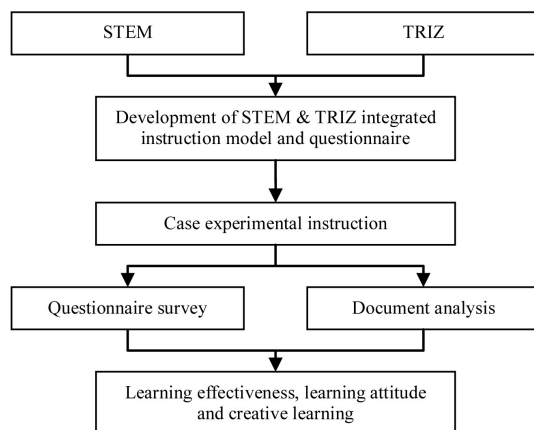 STEM
TRIZ
Development of STEM & TRIZ integrated
instruction model and questionnaire
Case experimental instruction
Questionnaire survey
Document analysis
Learning effectiveness, learning attitude
and creative learning